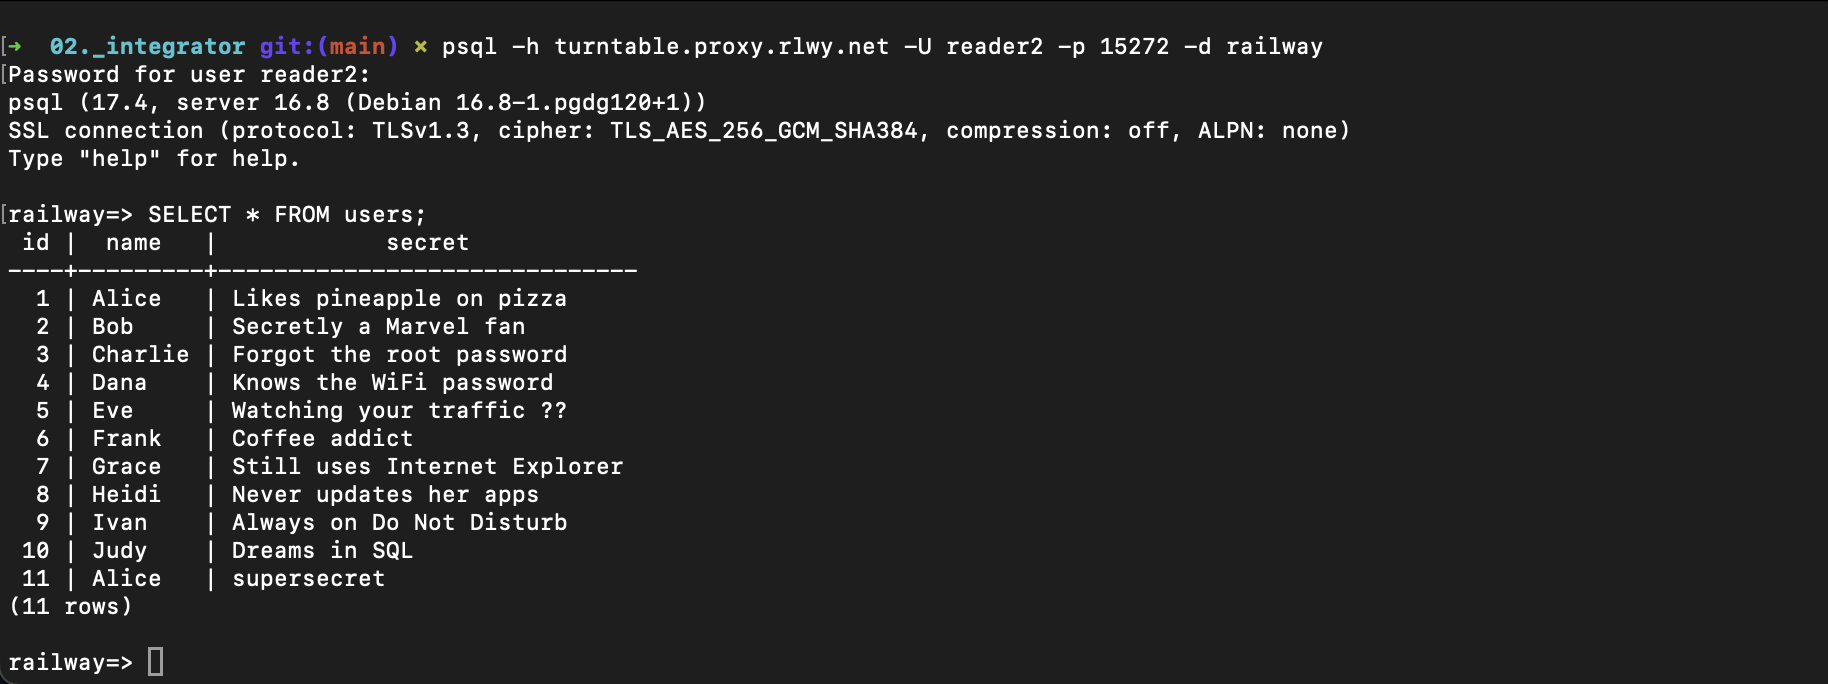 [→  02._integrator git:(main) ✗ psql -h turntable.proxy.rlwy.net -U reader2 -p 15272 -d railway
[Password for user reader2:
psql (17.4, server 16.8 (Debian 16.8-1.pgdg120+1))
SSL connection (protocol: TLSv1.3, cipher: TLS_AES_256_GCM_SHA384, compression: off, ALPN: none)
Type "help" for help.

[railway=> SELECT * FROM users;
 id |  name   |            secret
----+---------+------------------------------
  1 | Alice   | Likes pineapple on pizza
  2 | Bob     | Secretly a Marvel fan
  3 | Charlie | Forgot the root password
  4 | Dana    | Knows the WiFi password
  5 | Eve     | Watching your traffic ??
  6 | Frank   | Coffee addict
  7 | Grace   | Still uses Internet Explorer
  8 | Heidi   | Never updates her apps
  9 | Ivan    | Always on Do Not Disturb
 10 | Judy    | Dreams in SQL
 11 | Alice   | supersecret
(11 rows)

railway=>